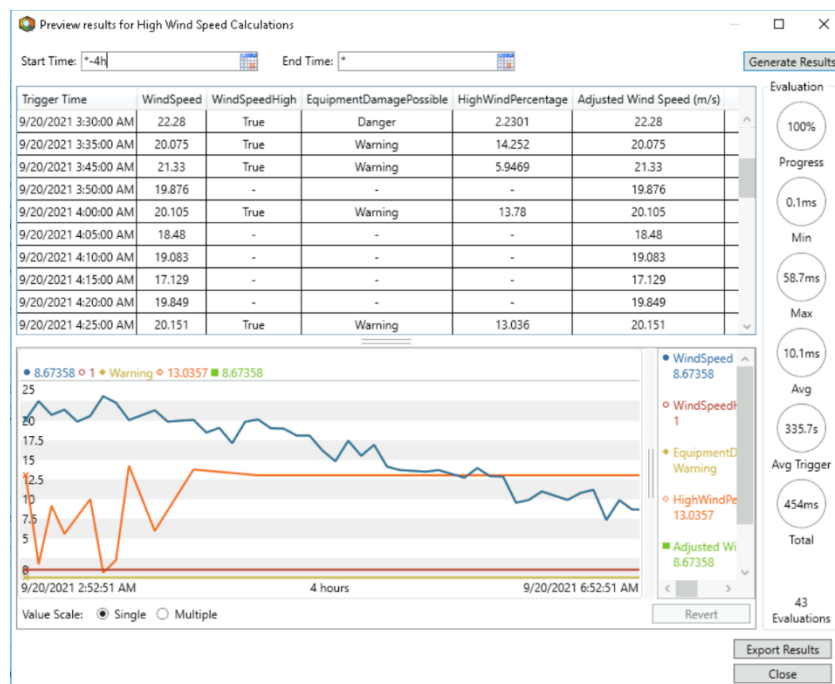 Preview results for High Wind Speed Calculations
Start Time: *-4h End Time: * Generate Results
Trigger Time WindSpeed WindSpeedHigh EquipmentDamagePossible HighWindPercentage Adjusted Wind Speed (m/s)
9/20/2021 3:30:00 AM 22.28 True Danger 2.2301 22.28
9/20/2021 3:35:00 AM 20.075 True Warning 14.252 20.075
9/20/2021 3:45:00 AM 21.33 True Warning 5.9469 21.33
9/20/2021 3:50:00 AM 19.876 - - - 19.876
9/20/2021 4:00:00 AM 20.105 True Warning 13.78 20.105
9/20/2021 4:05:00 AM 18.48 - - - 18.48
9/20/2021 4:10:00 AM 19.083 - - - 19.083
9/20/2021 4:15:00 AM 17.129 - - - 17.129
9/20/2021 4:20:00 AM 19.849 - - - 19.849
9/20/2021 4:25:00 AM 20.151 True Warning 13.036 20.151
8.67358 1 Warning 13.0357 8.67358
25
20
17.5
15
12.5
10
7.5
5
0
9/20/2021 2:52:51 AM 4 hours 9/20/2021 6:52:51 AM
WindSpeed
8.67358
WindSpeedH
1
EquipmentD
Warning
HighWindPe
13.0357
Adjusted Wi
8.67358
Value Scale: Single Multiple Revert
Evaluation
100%
Progress
0.1ms
Min
58.7ms
Max
10.1ms
Avg
335.7s
Avg Trigger
454ms
Total
43
Evaluations
Export Results
Close